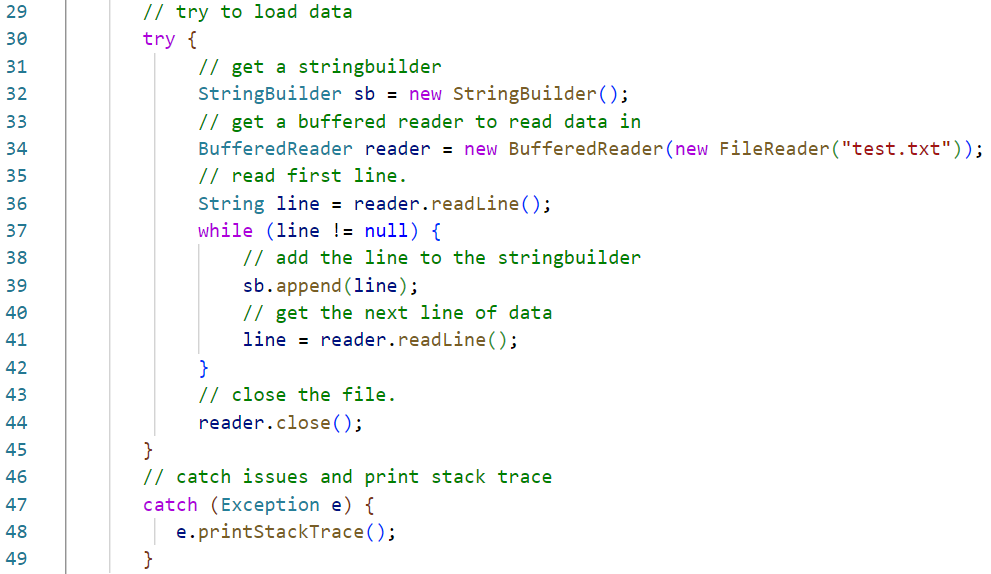 29 // try to load data
30 try {
31 // get a stringbuilder
32 StringBuilder sb = new StringBuilder();
33 // get a buffered reader to read data in
34 BufferedReader reader = new BufferedReader(new FileReader("test.txt"));
35 // read first line.
36 String line = reader.readLine();
37 while (line != null) {
38 // add the line to the stringbuilder
39 sb.append(line);
40 // get the next line of data
41 line = reader.readLine();
42 }
43 // close the file.
44 reader.close();
45 }
46 // catch issues and print stack trace
47 catch (Exception e) {
48 e.printStackTrace();
49 }